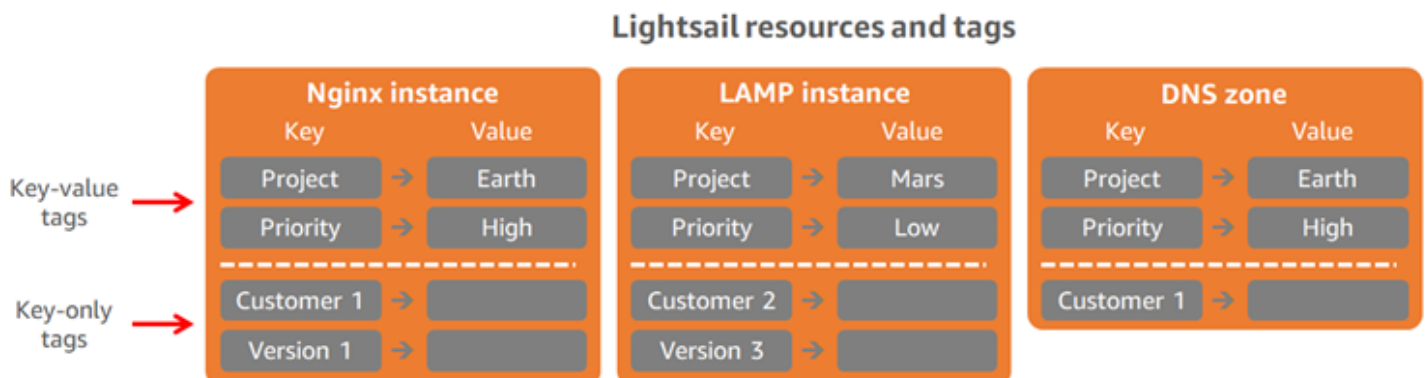 Lightsail resources and tags
Nginx instance
Key Value
Project → Earth
Priority → High
Customer 1 →
Version 1 →
LAMP instance
Key Value
Project → Mars
Priority → Low
Customer 2 →
Version 3 →
DNS zone
Key Value
Project → Earth
Priority → High
Customer 1 →
Key-value
tags
Key-only
tags